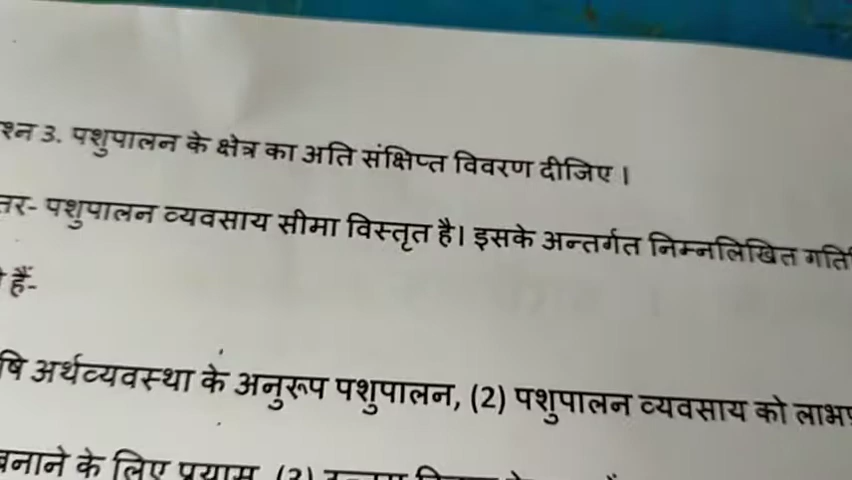 श्न 3. पशुपालन के क्षेत्र का अति संक्षिप्त विवरण दीजिए ।
तर- पशुपालन व्यवसाय सीमा विस्तृत है। इसके अन्तर्गत निम्नलिखित गति
हैं-
षि अर्थव्यवस्था के अनुरूप पशुपालन, (2) पशुपालन व्यवसाय को लाभ
बनाने के लिए प्रयास (3)